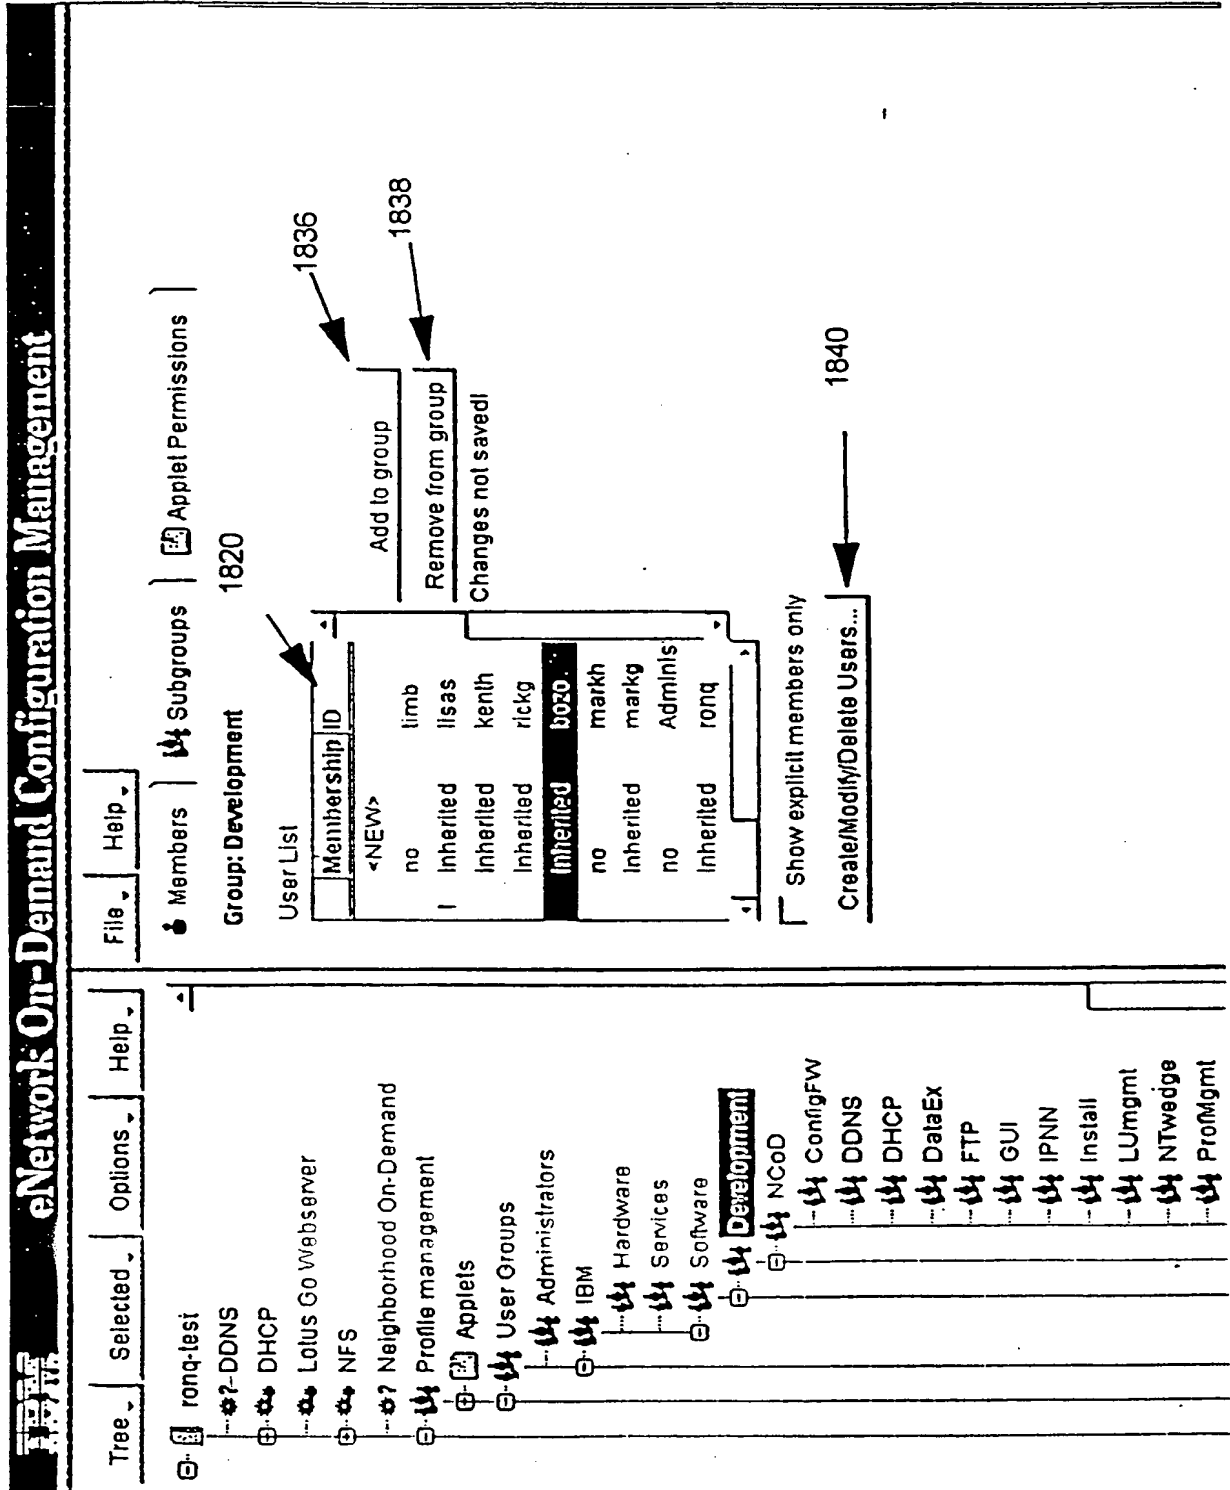 IBM eNetwork On-Demand Configuration Management
Tree Selected Options Help
ronq-test
?-DDNS
DHCP
Lotus Go Webserver
NFS
? Neighborhood On-Demand
Profile management
Applets
User Groups
Administrators
IBM
Hardware
Services
Software
Development
NCoD
ConfigFW
DDNS
DHCP
DataEx
FTP
GUI
IPNN
Install
LUmgmt
NTwedge
ProfMgmt
File Help
Members Subgroups Applet Permissions
Group: Development
1820
User List
Membership ID
<NEW>
no timb
Inherited lisas
Inherited kenth
Inherited rickg
Inherited bozo
no markh
Inherited markg
no Adminis
Inherited ronq
Add to group
1836
Remove from group
1838
Changes not saved!
Show explicit members only
Create/Modify/Delete Users...
1840